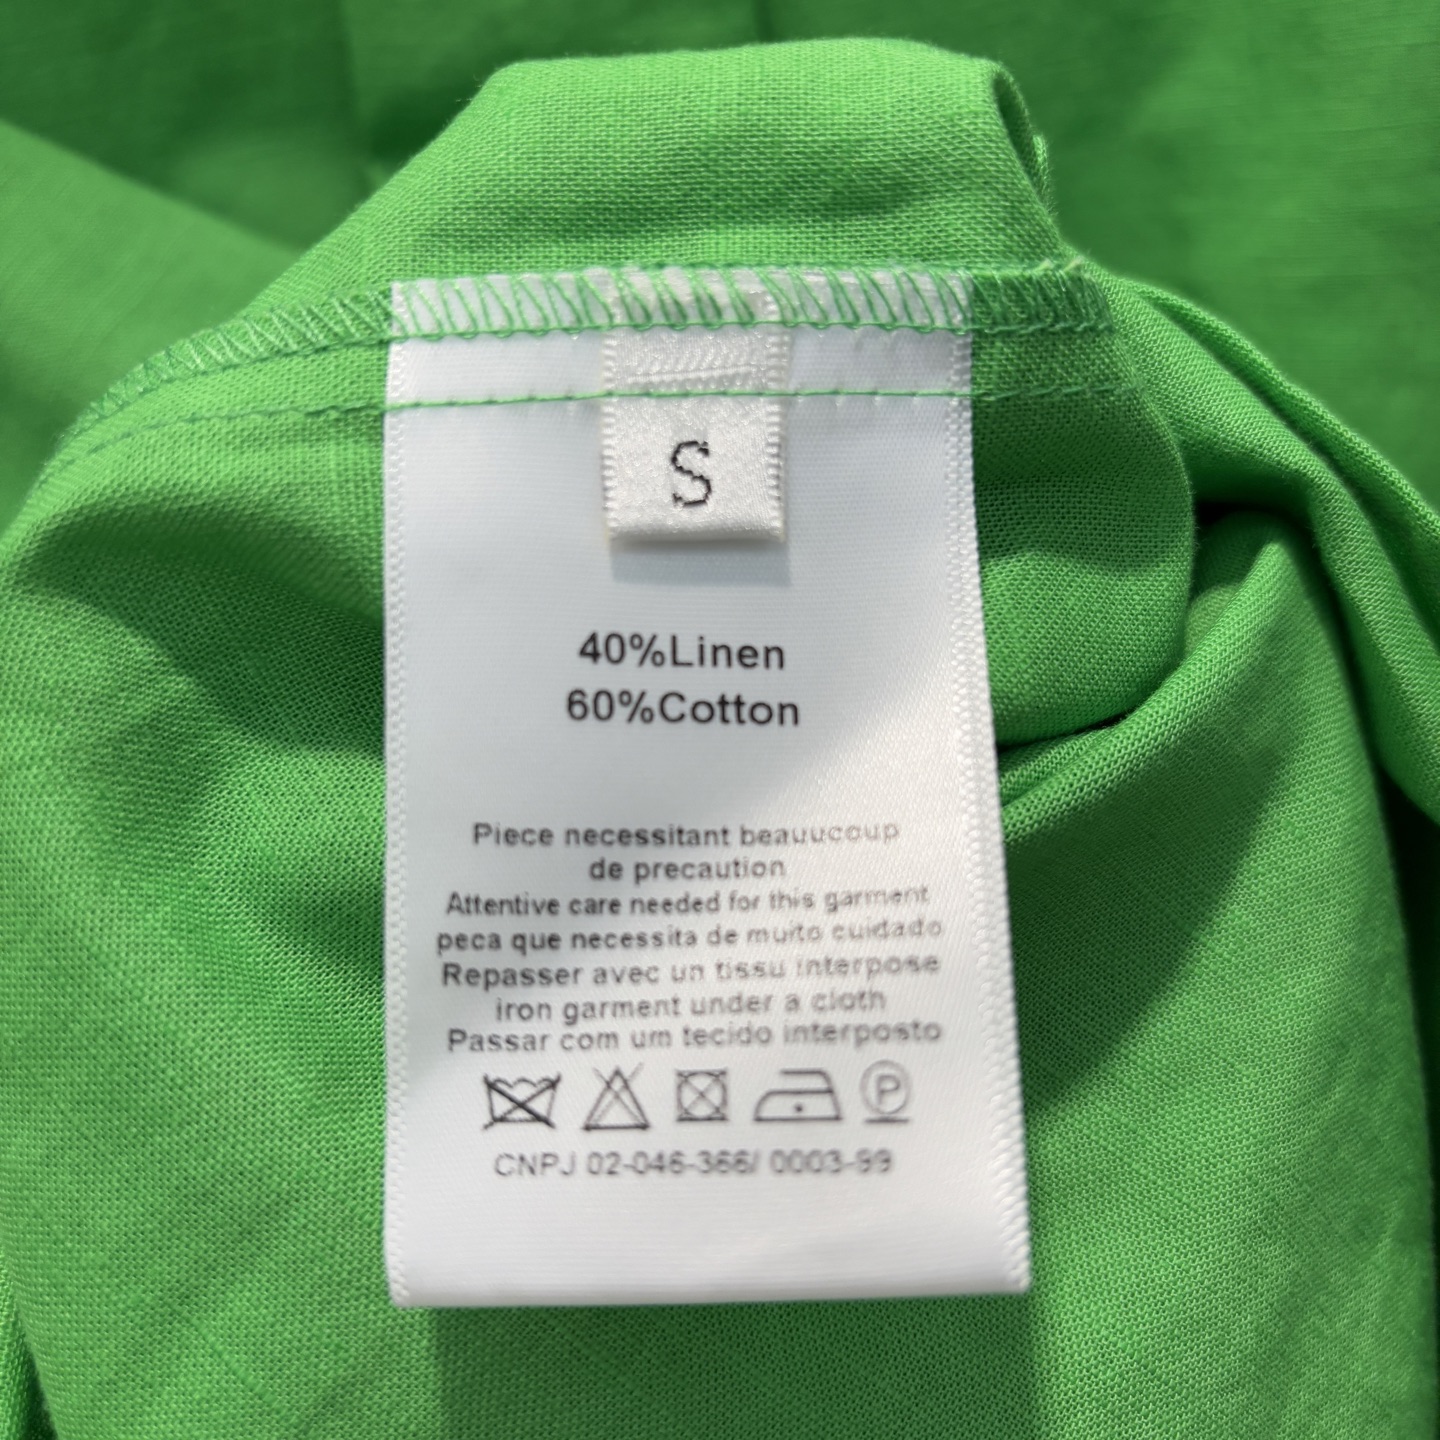 S
40%Linen
60%Cotton
Piece necessitant beauucoup
de precaution
Attentive care needed for this garment
peca que necessita de muito cuidado
Repasser avec un tissu interpose
iron garment under a cloth
Passar com um tecido interposto
P
CNPJ 02-046-366/ 0003-99